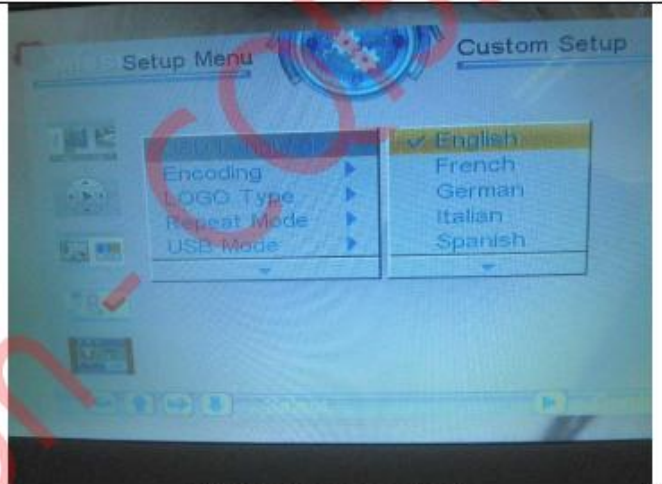 Setup Menu
Custom Setup
Encoding
LOGO Type
Repeat Mode
USB Mode
English
French
German
Italian
Spanish